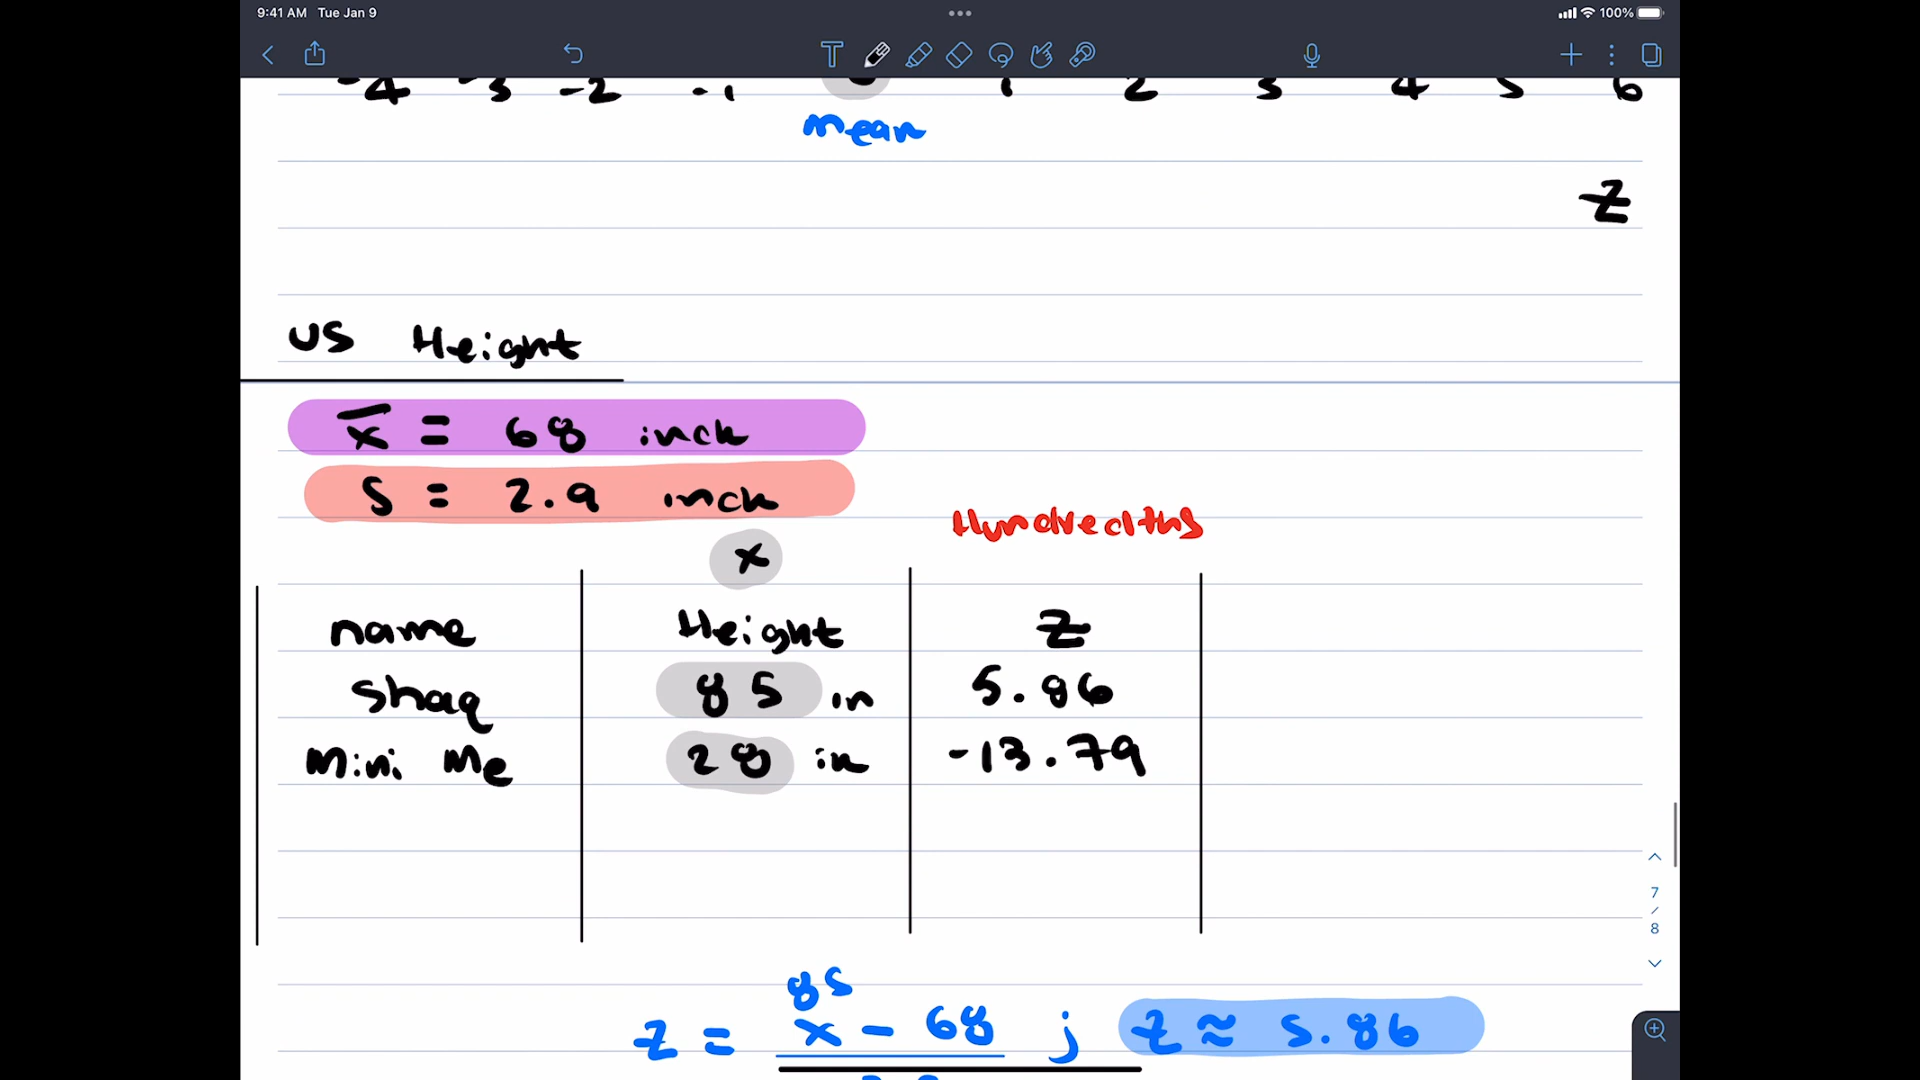 9:41 AM Tue Jan 9
100%
-4 -3 -2 -1 1 2 3 4 5 6
mean
z
US Height
x̄ = 68 inch
S = 2.9 inch
Hundredths
x
name Height z
Shaq 85 in 5.86
Mini Me 28 in -13.79
7
/
8
85
z = x - 68 ; z ≈ 5.86